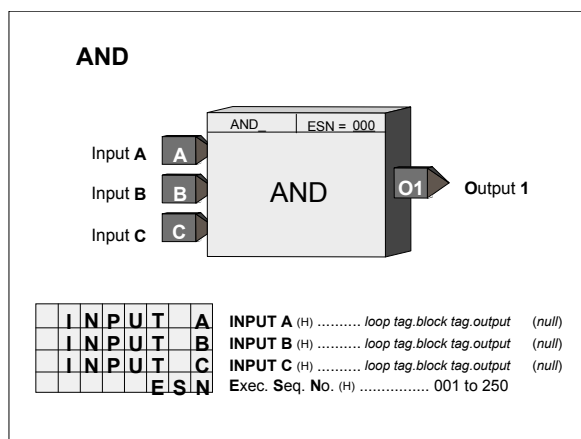 AND
AND_ ESN = 000
Input A A
Input B B
Input C C
AND
O1 Output 1
INPUT A INPUT A (H) .......... loop tag.block tag.output (null)
INPUT B INPUT B (H) .......... loop tag.block tag.output (null)
INPUT C INPUT C (H) .......... loop tag.block tag.output (null)
ESN Exec. Seq. No. (H) ................ 001 to 250